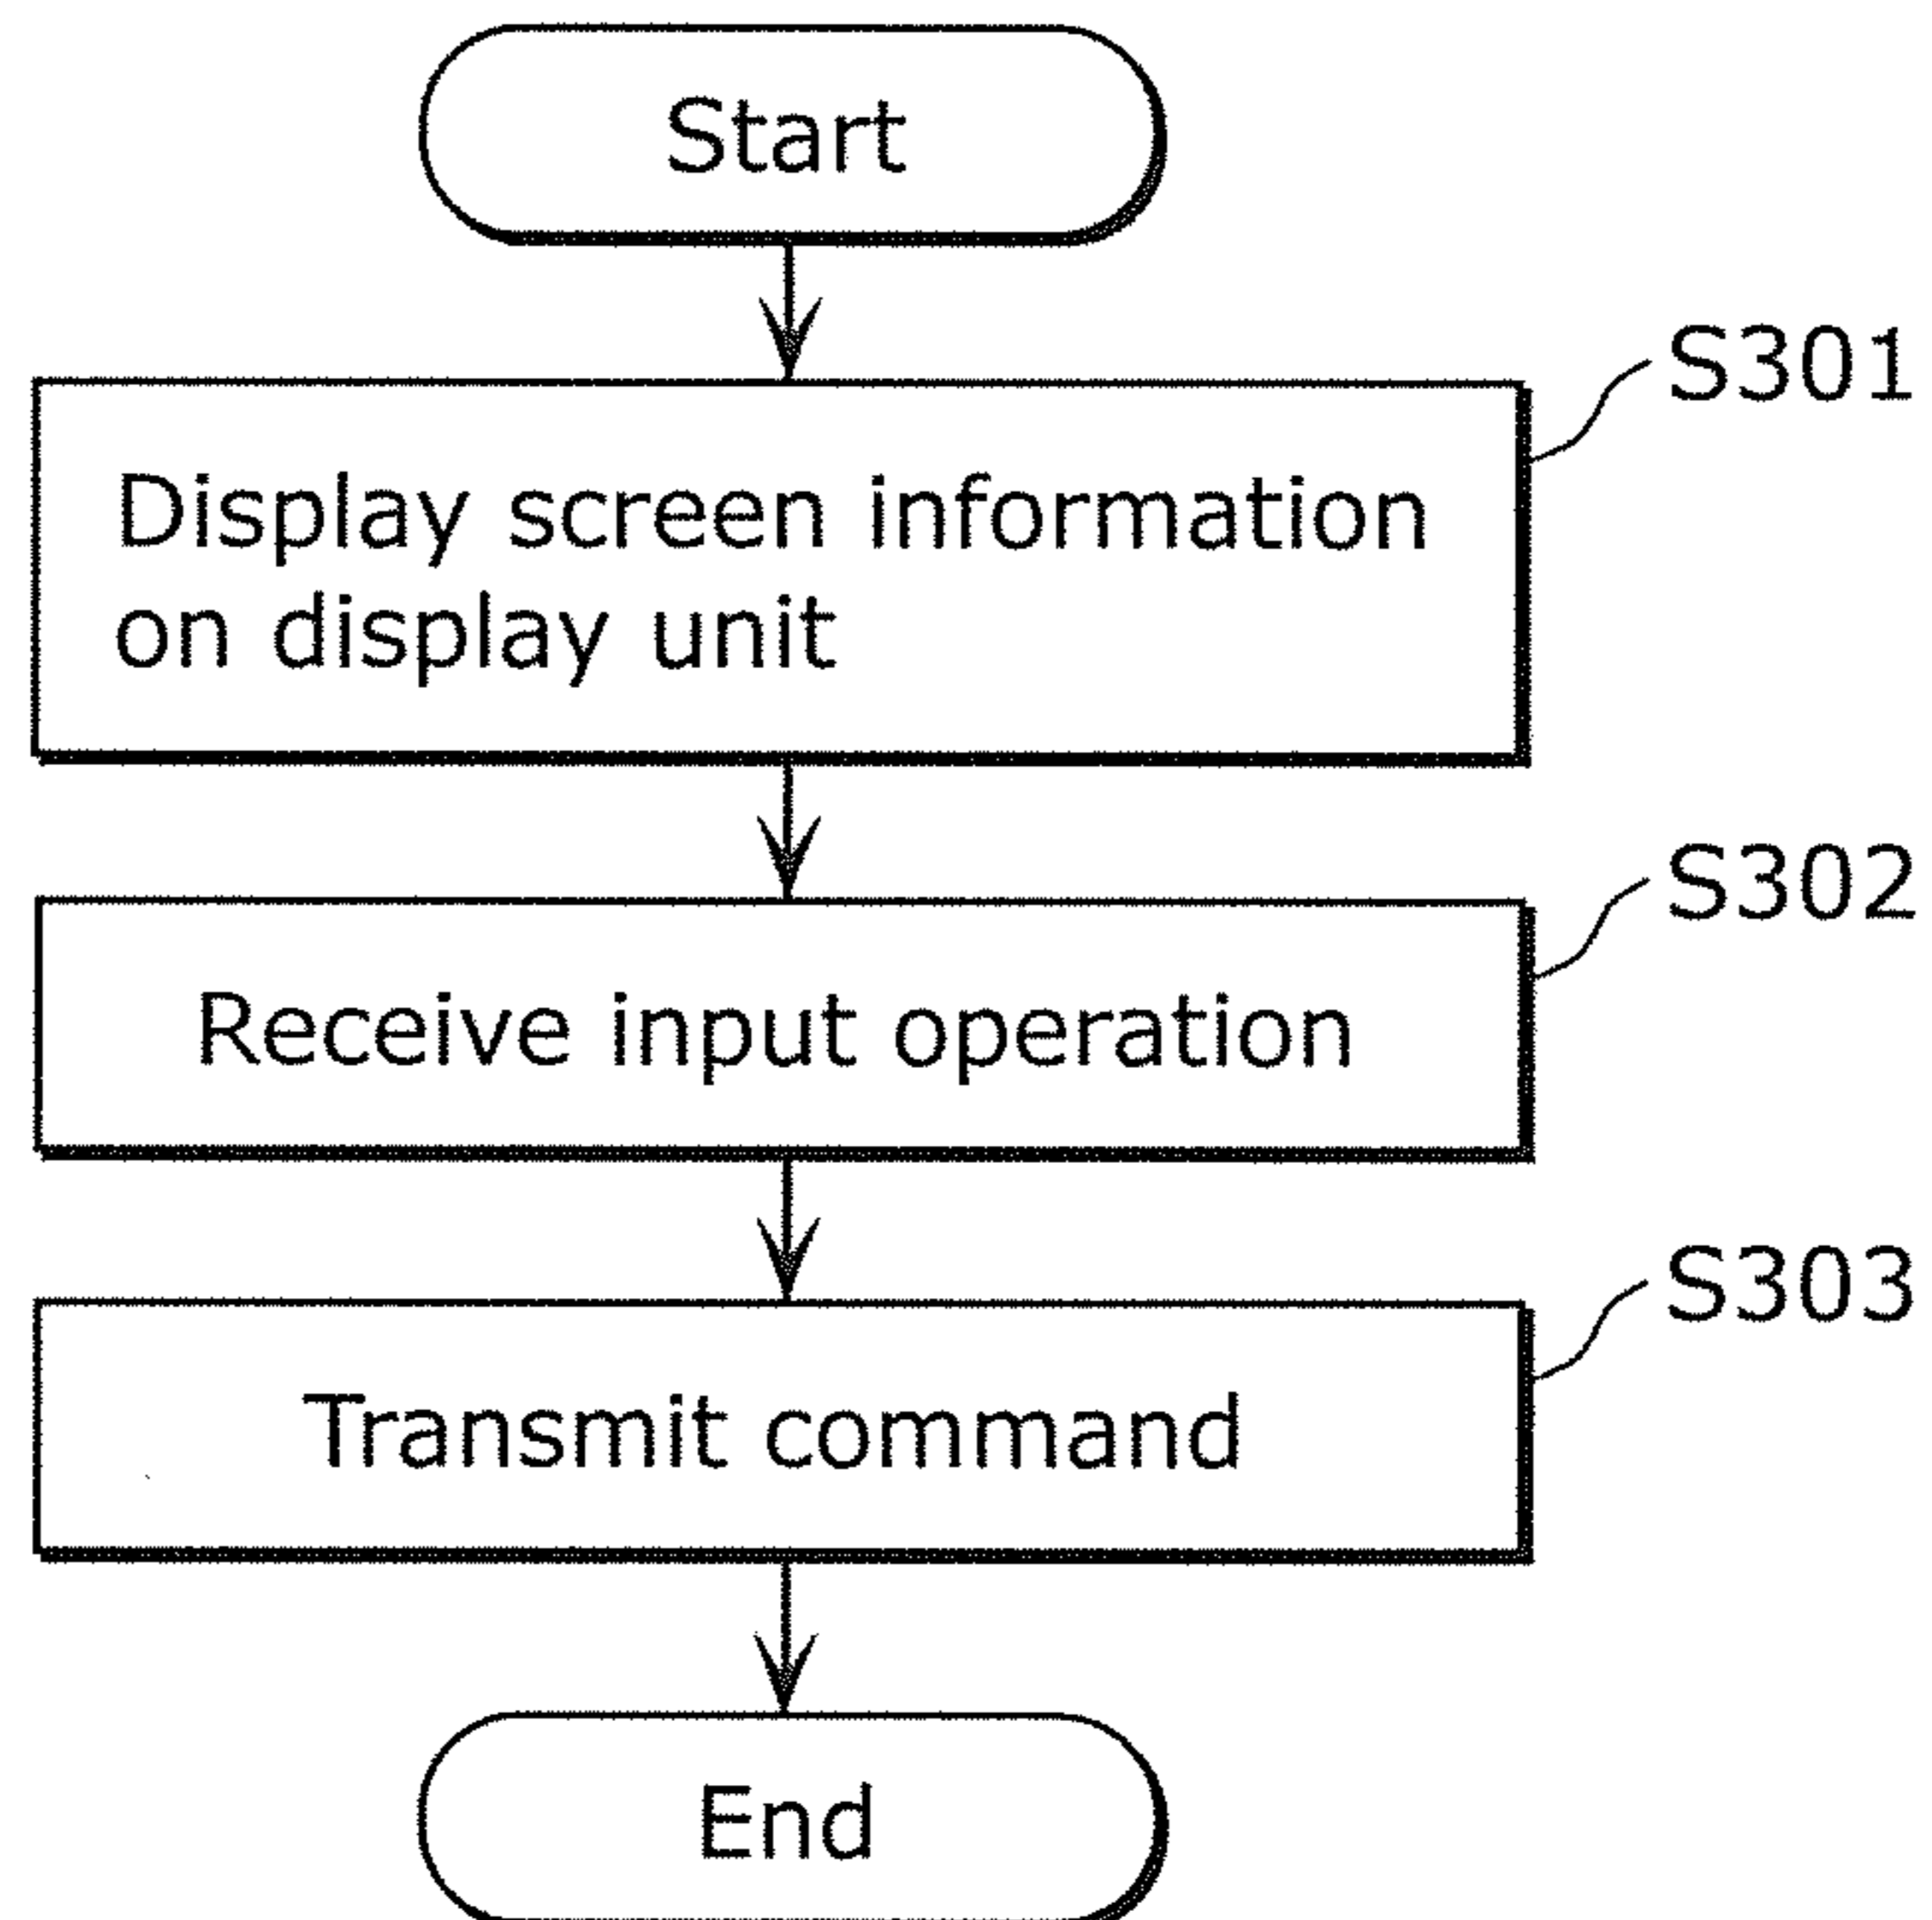 Start
S301
Display screen information
on display unit
S302
Receive input operation
S303
Transmit command
End